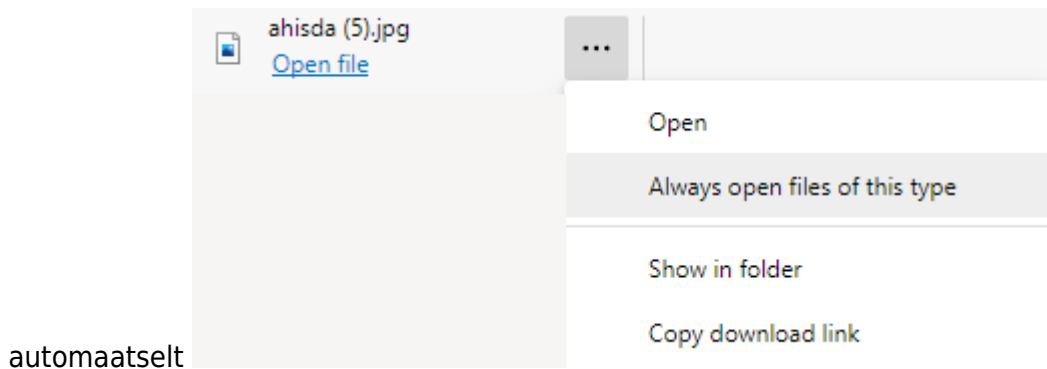 ahisda (5).jpg
Open file
...
Open
Always open files of this type
Show in folder
Copy download link
automaatselt